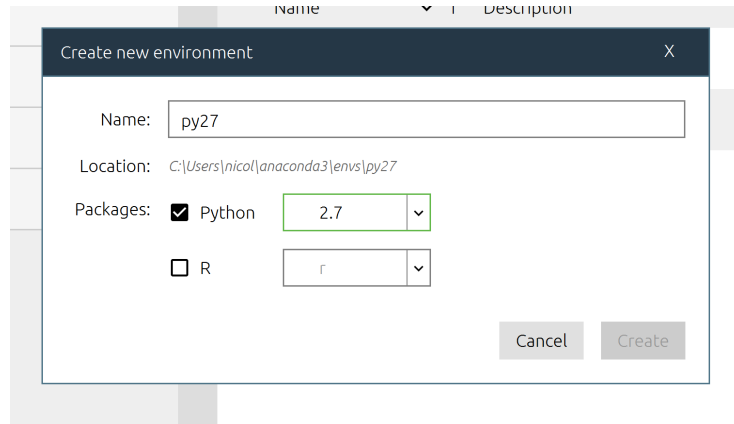 Name Description
Create new environment X
Name: py27
Location: C:\Users\nicol\anaconda3\envs\py27
Packages: Python 2.7
R r
Cancel Create